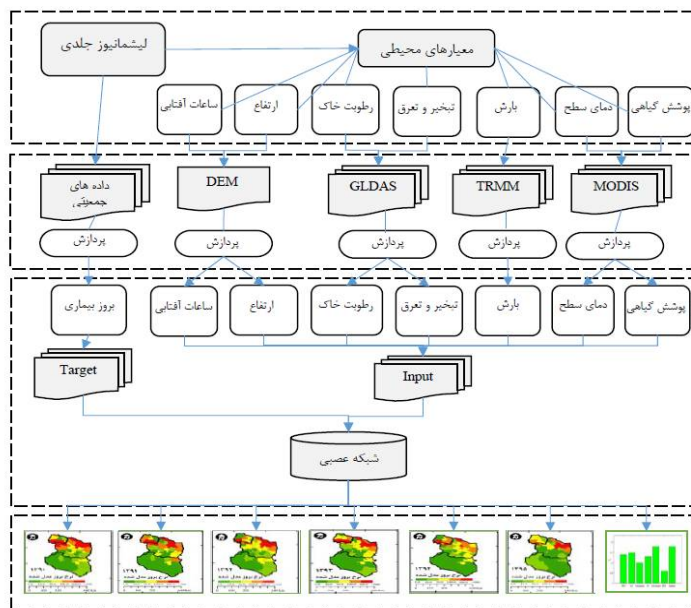 لیشمانیوز جلدی
معیارهای محیطی
ساعات آفتابی
ارتفاع
رطوبت خاک
تبخیر و تعرق
بارش
دمای سطح
پوشش گیاهی
داده های
جمعیتی
DEM
GLDAS
TRMM
MODIS
پردازش
پردازش
پردازش
پردازش
پردازش
بروز بیماری
ساعات آفتابی
ارتفاع
رطوبت خاک
تبخیر و تعرق
بارش
دمای سطح
پوشش گیاهی
Target
Input
شبکه عصبی